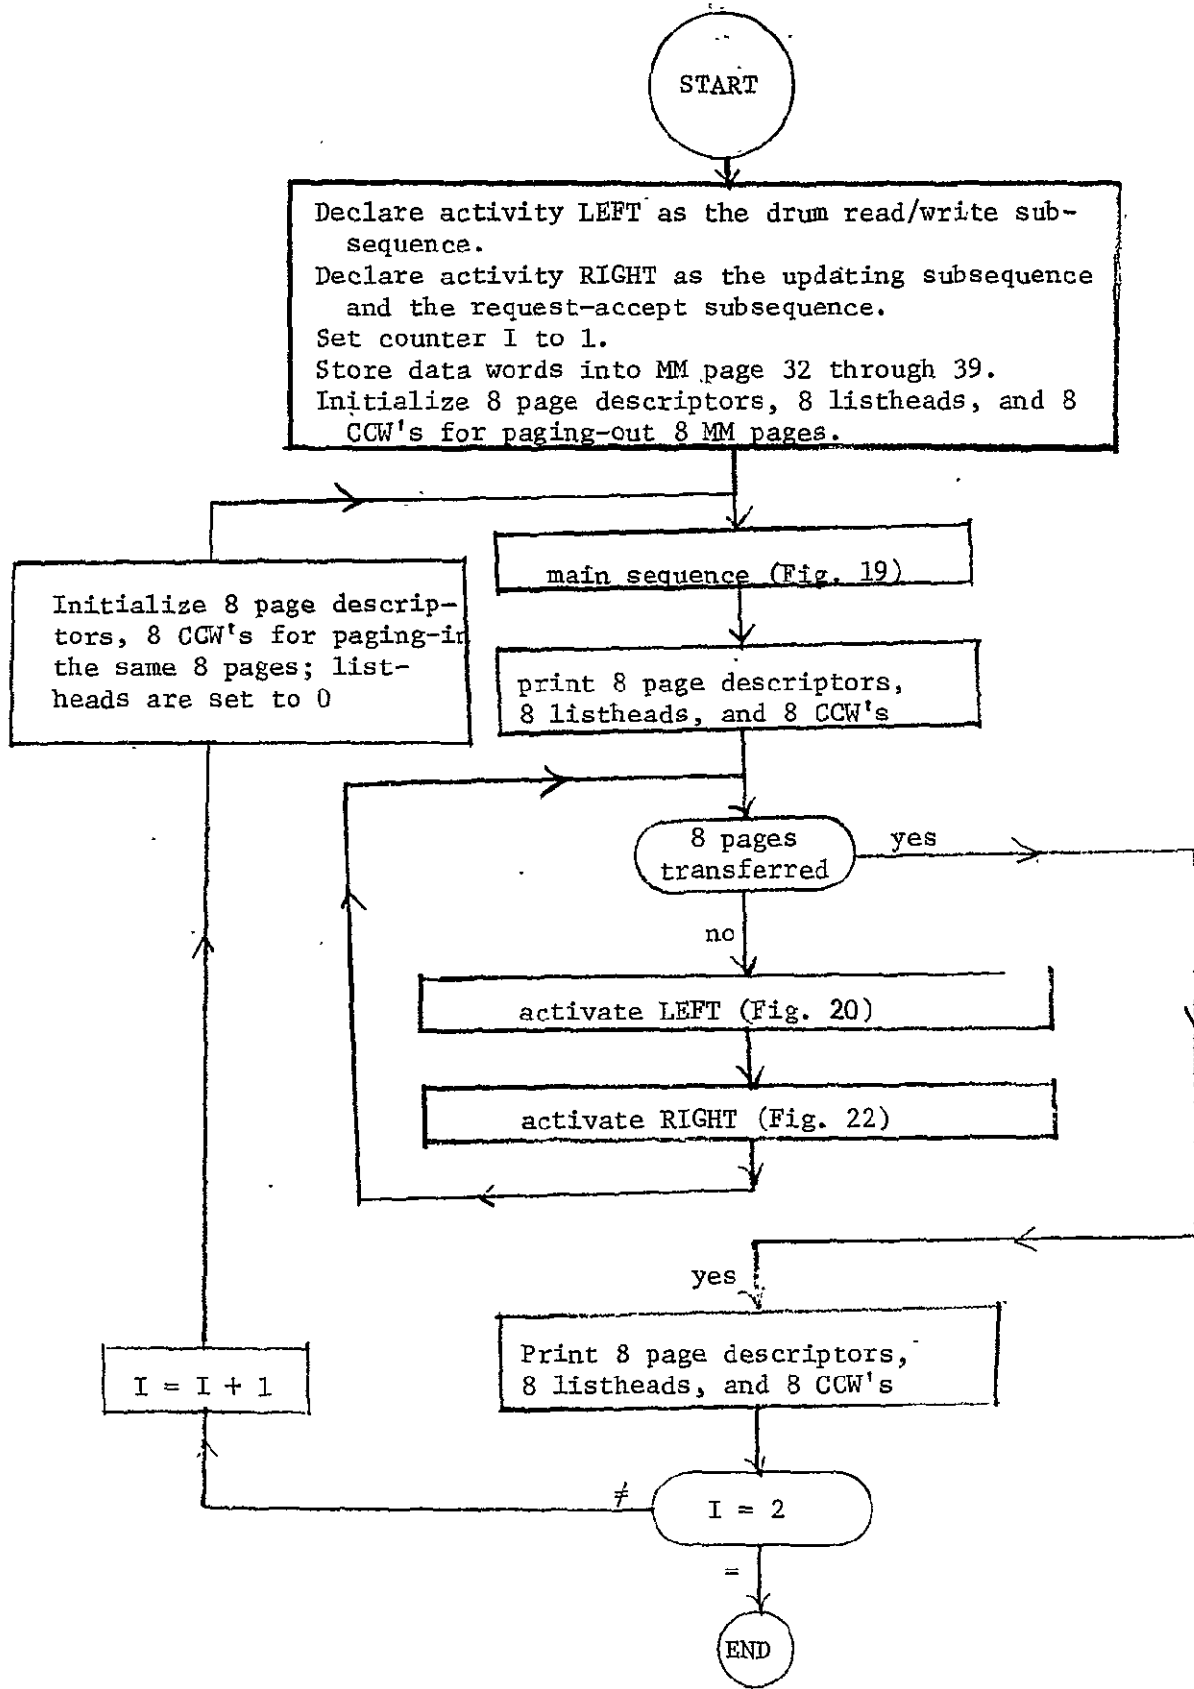 START
Declare activity LEFT as the drum read/write sub-
sequence.
Declare activity RIGHT as the updating subsequence
and the request-accept subsequence.
Set counter I to 1.
Store data words into MM page 32 through 39.
Initialize 8 page descriptors, 8 listheads, and 8
CCW's for paging-out 8 MM pages.
main sequence (Fig. 19)
Initialize 8 page descrip-
tors, 8 CCW's for paging-in
the same 8 pages; list-
heads are set to 0
print 8 page descriptors,
8 listheads, and 8 CCW's
8 pages
transferred
yes
no
activate LEFT (Fig. 20)
activate RIGHT (Fig. 22)
yes
Print 8 page descriptors,
8 listheads, and 8 CCW's
I = I + 1
≠
I = 2
=
END